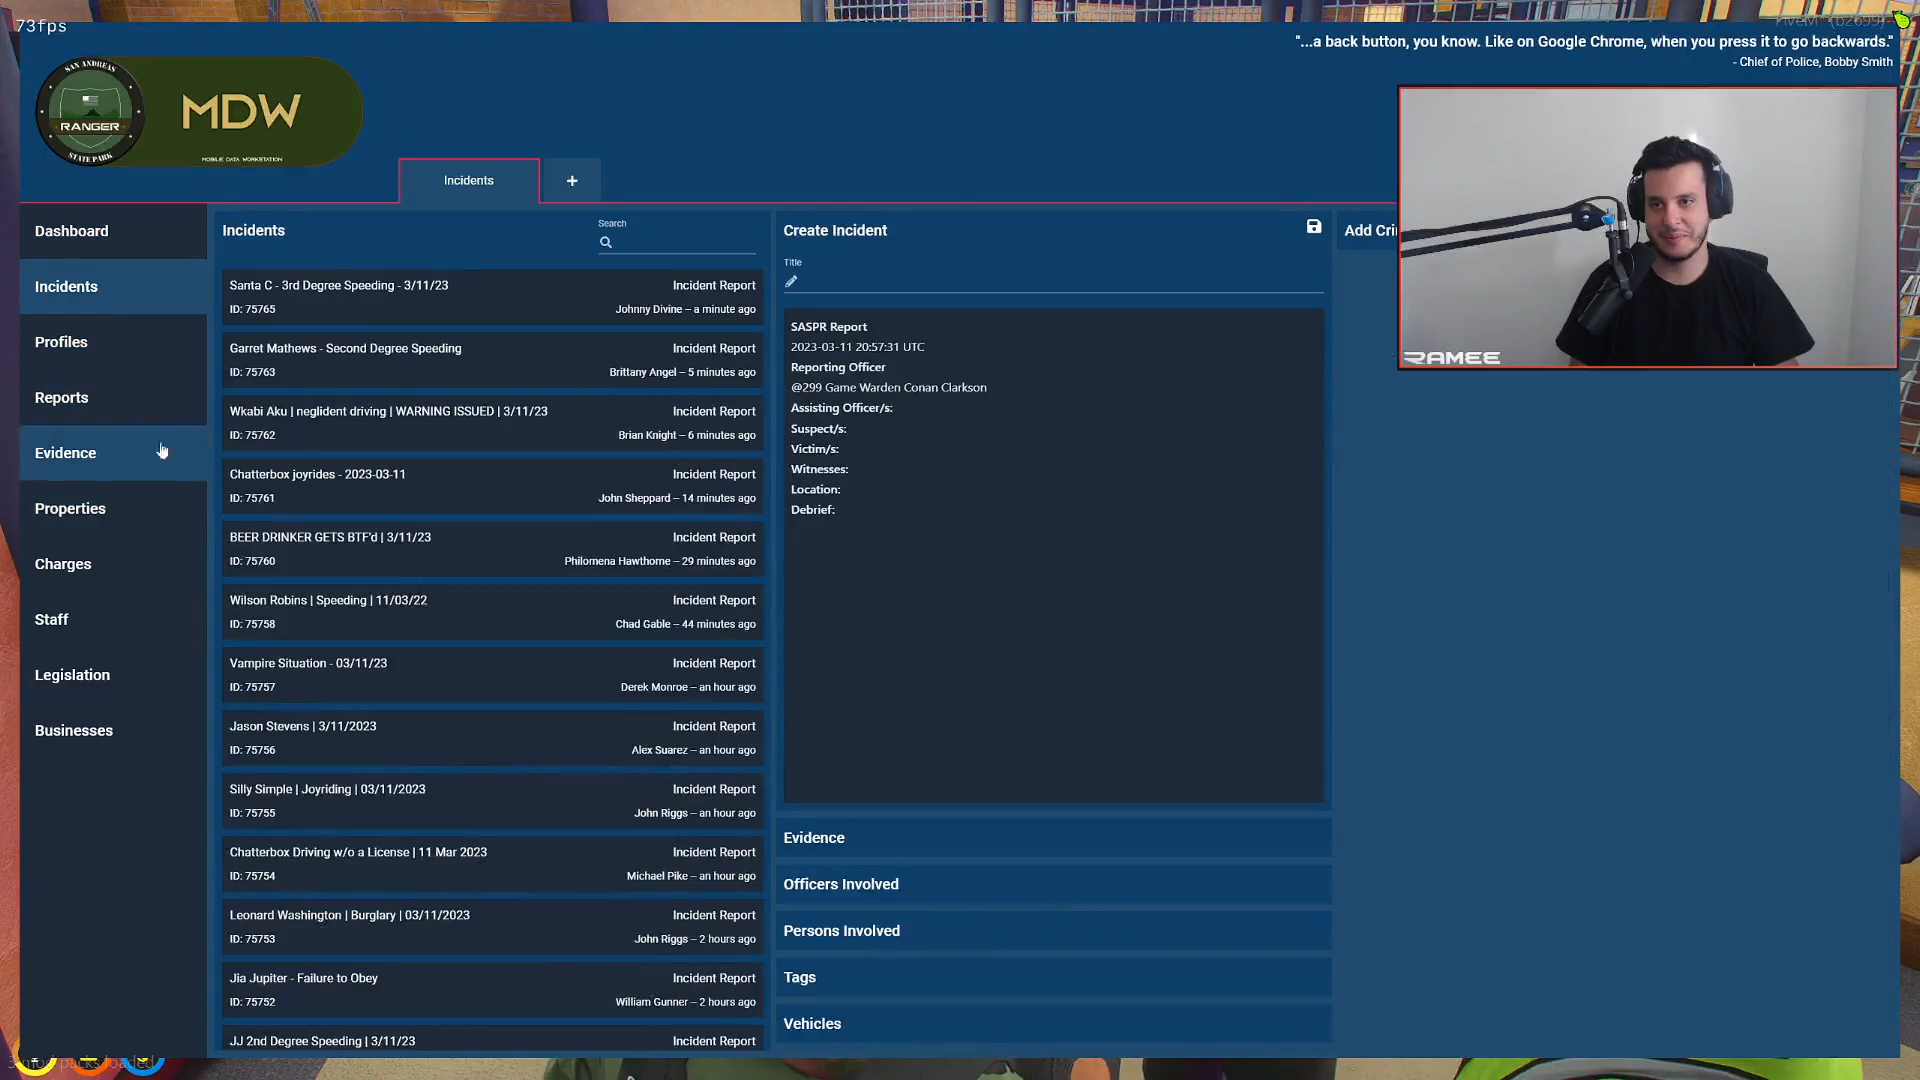 73fps
"...a back button, you know. Like on Google Chrome, when you press it to go backwards."
- Chief of Police, Bobby Smith
SAN ANDREAS
RANGER
STATE PARK
MDW
MOBILE DATA WORKSTATION
Incidents
+
Dashboard
Incidents
Profiles
Reports
Evidence
Properties
Charges
Staff
Legislation
Businesses
Incidents
Search
Santa C - 3rd Degree Speeding - 3/11/23 Incident Report
ID: 75765 Johnny Divine – a minute ago
Garret Mathews - Second Degree Speeding Incident Report
ID: 75763 Brittany Angel – 5 minutes ago
Wkabi Aku | neglident driving | WARNING ISSUED | 3/11/23 Incident Report
ID: 75762 Brian Knight – 6 minutes ago
Chatterbox joyrides - 2023-03-11 Incident Report
ID: 75761 John Sheppard – 14 minutes ago
BEER DRINKER GETS BTF'd | 3/11/23 Incident Report
ID: 75760 Philomena Hawthorne – 29 minutes ago
Wilson Robins | Speeding | 11/03/22 Incident Report
ID: 75758 Chad Gable – 44 minutes ago
Vampire Situation - 03/11/23 Incident Report
ID: 75757 Derek Monroe – an hour ago
Jason Stevens | 3/11/2023 Incident Report
ID: 75756 Alex Suarez – an hour ago
Silly Simple | Joyriding | 03/11/2023 Incident Report
ID: 75755 John Riggs – an hour ago
Chatterbox Driving w/o a License | 11 Mar 2023 Incident Report
ID: 75754 Michael Pike – an hour ago
Leonard Washington | Burglary | 03/11/2023 Incident Report
ID: 75753 John Riggs – 2 hours ago
Jia Jupiter - Failure to Obey Incident Report
ID: 75752 William Gunner – 2 hours ago
JJ 2nd Degree Speeding | 3/11/23 Incident Report
Create Incident
Title
SASPR Report
2023-03-11 20:57:31 UTC
Reporting Officer
@299 Game Warden Conan Clarkson
Assisting Officer/s:
Suspect/s:
Victim/s:
Witnesses:
Location:
Debrief:
Evidence
Officers Involved
Persons Involved
Tags
Vehicles
Add Cri
RAMEE
packs loaded